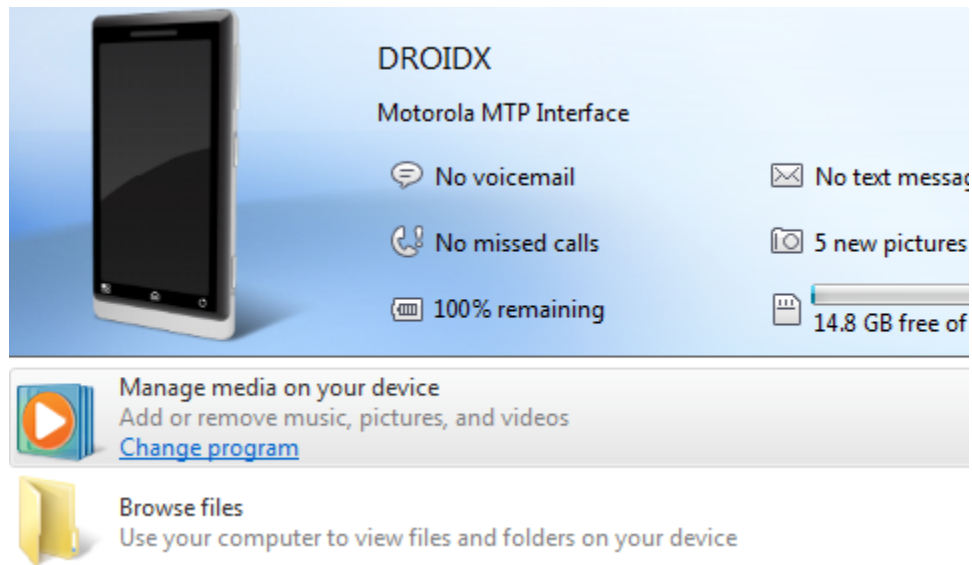 DROIDX
Motorola MTP Interface
No voicemail
No text messag
No missed calls
5 new pictures
100% remaining
14.8 GB free of
Manage media on your device
Add or remove music, pictures, and videos
Change program
Browse files
Use your computer to view files and folders on your device